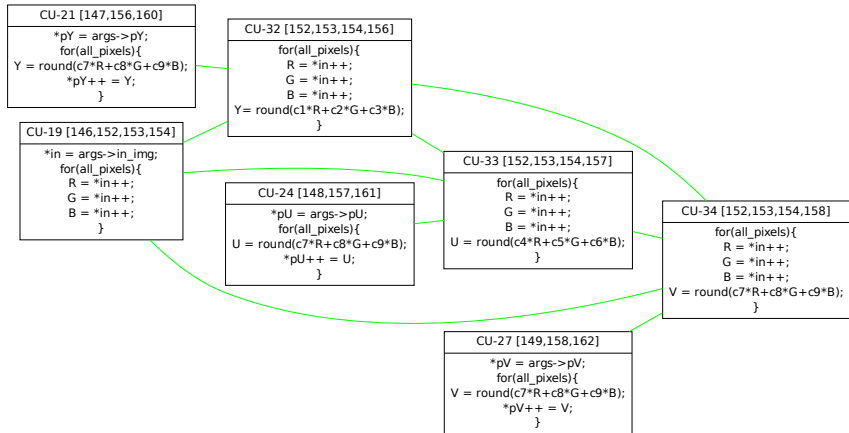 CU-21 [147,156,160]
*pY = args->pY;
for(all_pixels){
Y = round(c7*R+c8*G+c9*B);
*pY++ = Y;
}
CU-32 [152,153,154,156]
for(all_pixels){
R = *in++;
G = *in++;
B = *in++;
Y= round(c1*R+c2*G+c3*B);
}
CU-19 [146,152,153,154]
*in = args->in_img;
for(all_pixels){
R = *in++;
G = *in++;
B = *in++;
}
CU-33 [152,153,154,157]
for(all_pixels){
R = *in++;
G = *in++;
B = *in++;
U = round(c4*R+c5*G+c6*B);
}
CU-24 [148,157,161]
*pU = args->pU;
for(all_pixels){
U = round(c7*R+c8*G+c9*B);
*pU++ = U;
}
CU-34 [152,153,154,158]
for(all_pixels){
R = *in++;
G = *in++;
B = *in++;
V = round(c7*R+c8*G+c9*B);
}
CU-27 [149,158,162]
*pV = args->pV;
for(all_pixels){
V = round(c7*R+c8*G+c9*B);
*pV++ = V;
}